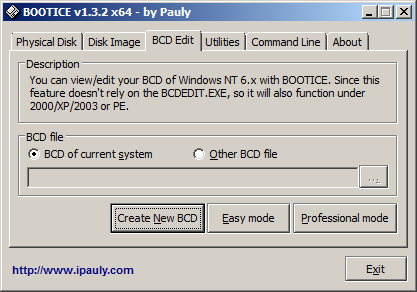 BOOTICE v1.3.2 x64 - by Pauly
Physical Disk Disk Image BCD Edit Utilities Command Line About
Description
You can view/edit your BCD of Windows NT 6.x with BOOTICE. Since this
feature doesn't rely on the BCDEDIT.EXE, so it will also function under
2000/XP/2003 or PE.
BCD file
BCD of current system Other BCD file
...
Create New BCD Easy mode Professional mode
http://www.ipauly.com Exit